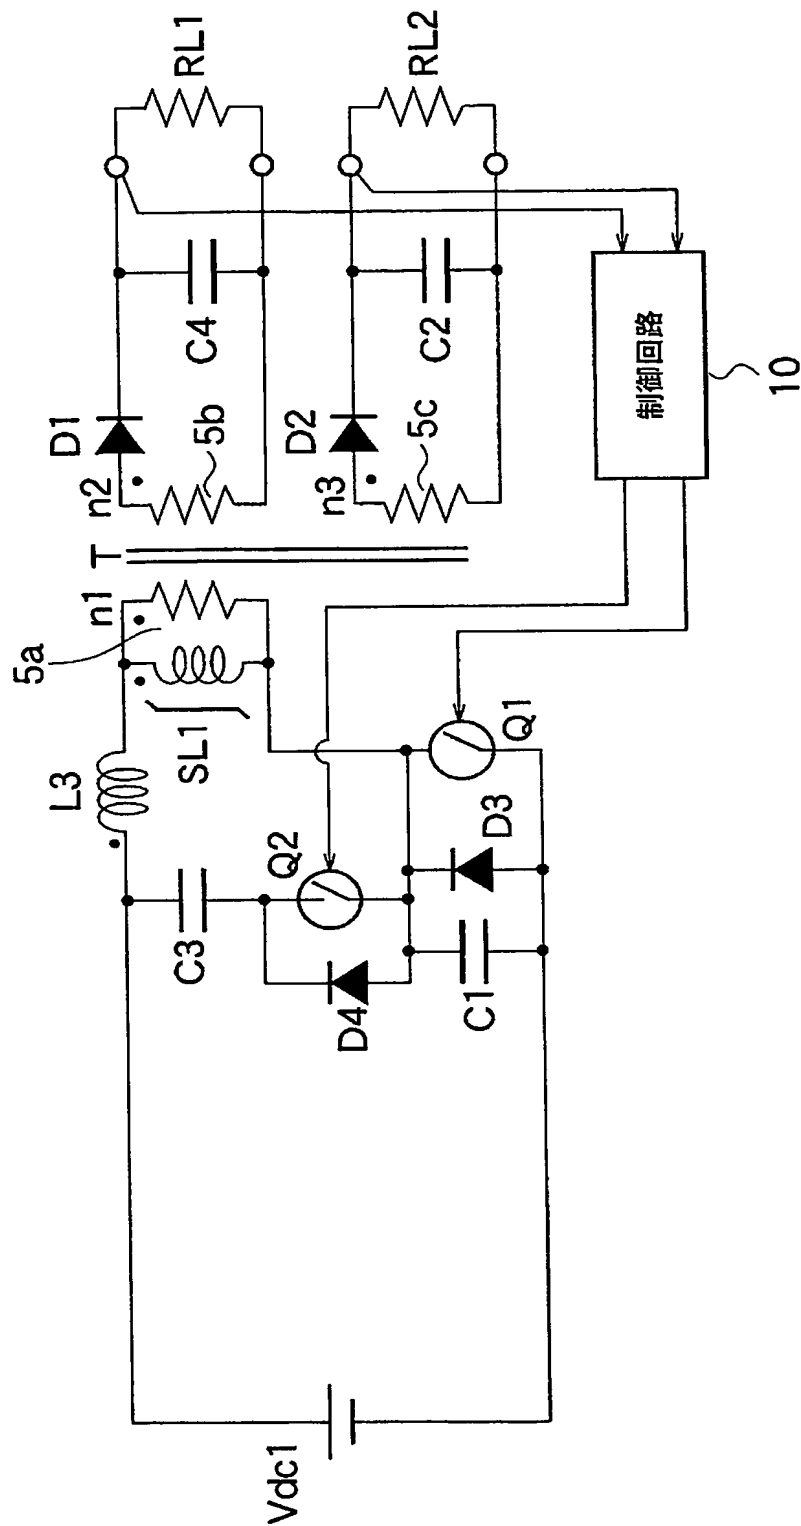 Vdc1
C3
L3
5a
n1
T
n2
D1
C4
RL1
SL1
5b
Q2
D4
n3
D2
5c
C2
RL2
C1
D3
Q1
制御回路
10